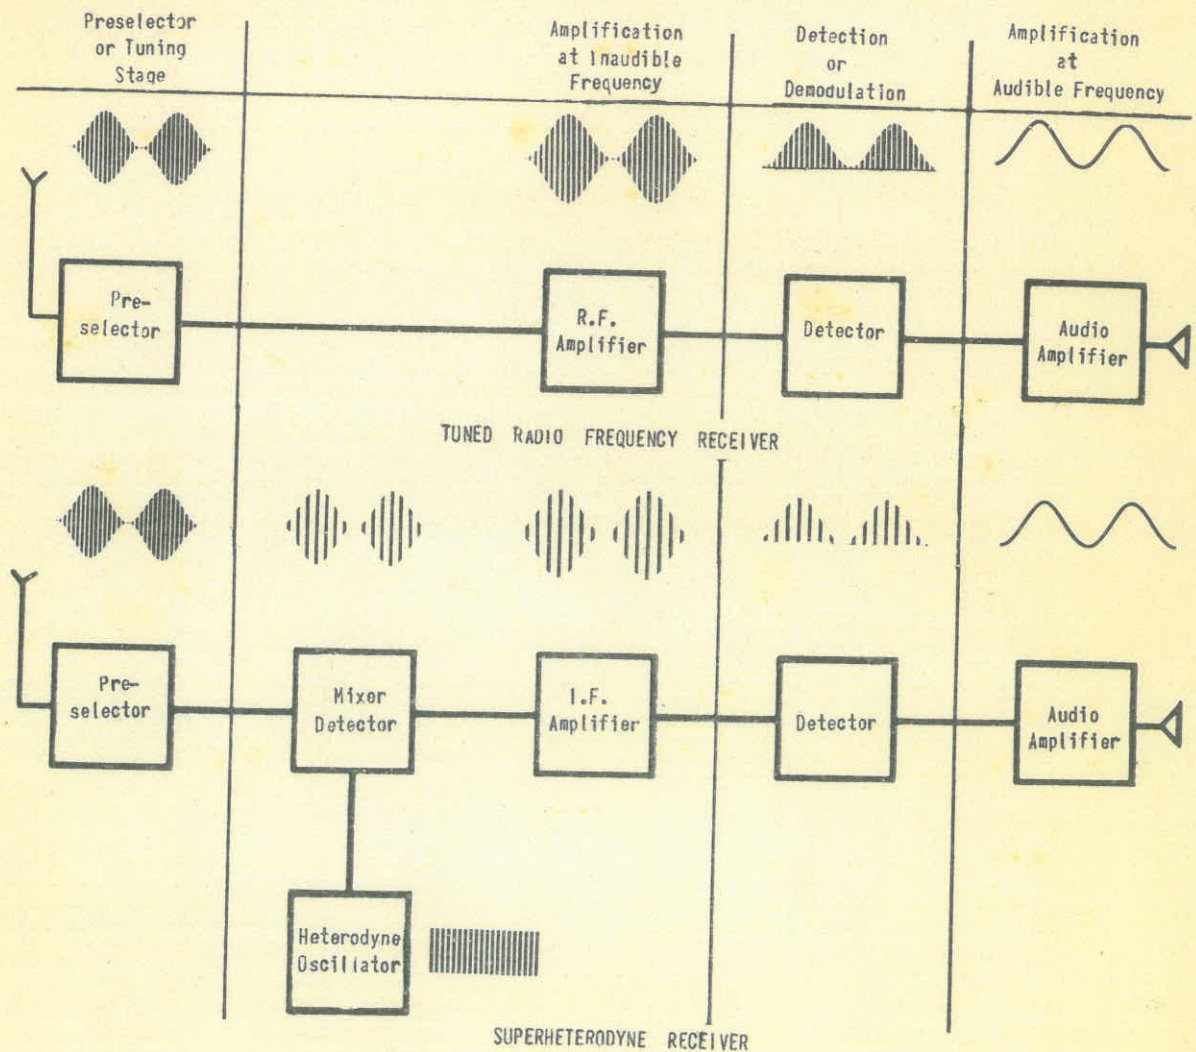 Preselector
or Tuning
Stage
Amplification
at Inaudible
Frequency
Detection
or
Demodulation
Amplification
at
Audible Frequency
Pre-
selector
R.F.
Amplifier
Detector
Audio
Amplifier
TUNED RADIO FREQUENCY RECEIVER
Pre-
selector
Mixer
Detector
I.F.
Amplifier
Detector
Audio
Amplifier
Heterodyne
Oscillator
SUPERHETERODYNE RECEIVER